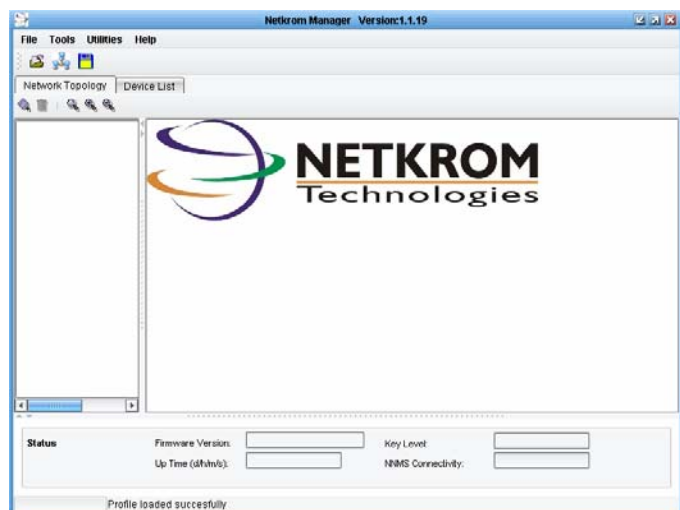 Netkrom Manager Version:1.1.19
File Tools Utilities Help
Network Topology Device List
NETKROM
Technologies
Status Firmware Version: Key Level:
Up Time (d/h/m/s): NNMS Connectivity:
Profile loaded succesfully